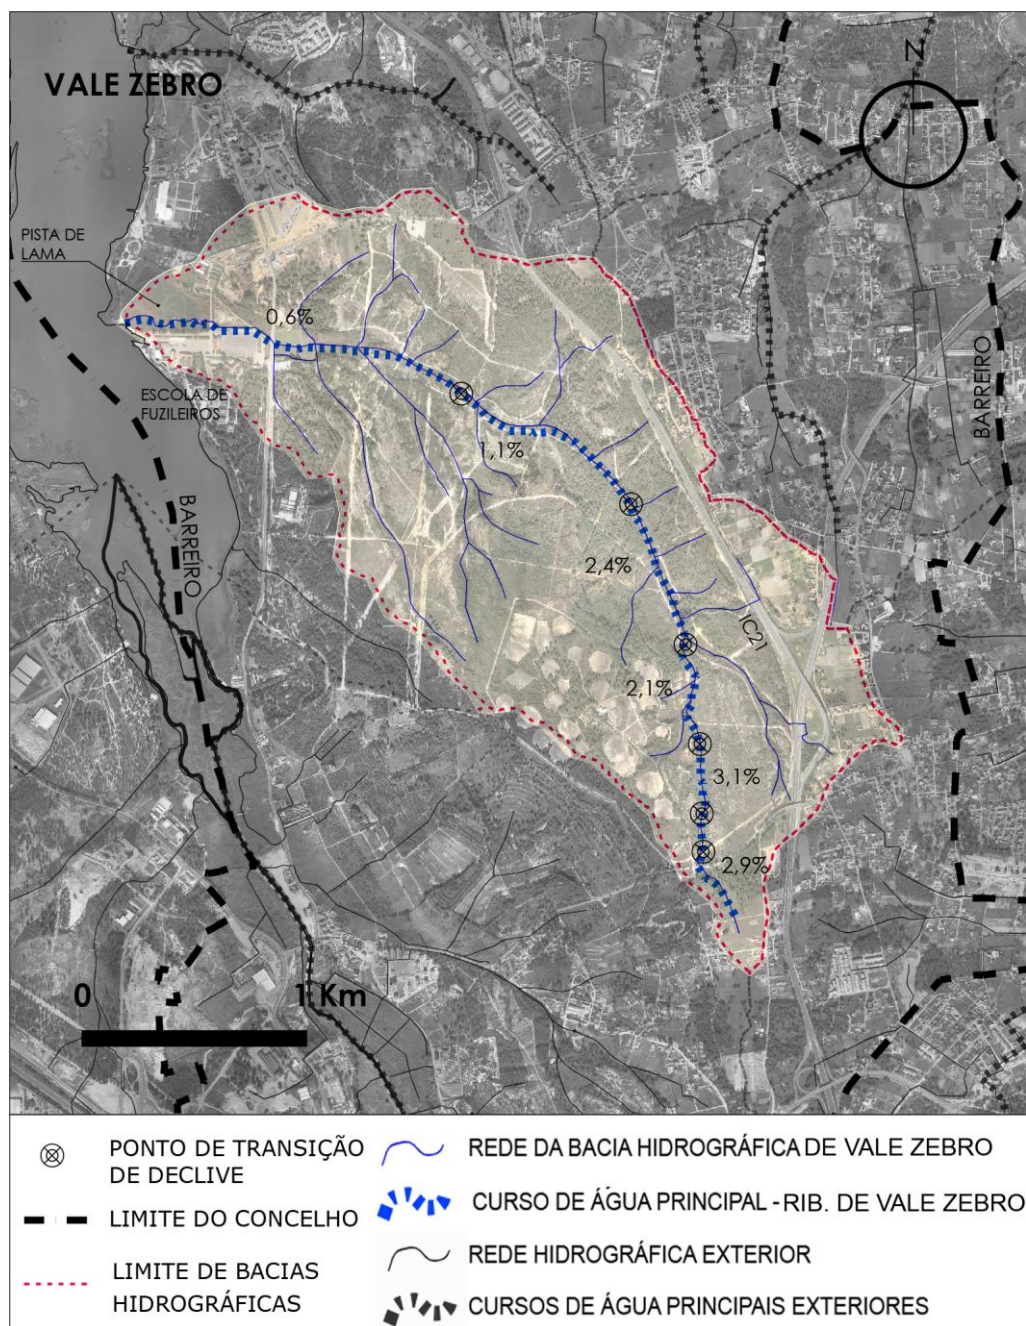 N
VALE ZEBRO
PISTA DE
LAMA
0,6%
BARREIRO
ESCOLA DE
FUZILEIROS
1,1%
BARREIRO
2,4%
IC21
2,1%
3,1%
2,9%
0 1 Km
PONTO DE TRANSIÇÃO
DE DECLIVE
LIMITE DO CONCELHO
LIMITE DE BACIAS
HIDROGRÁFICAS
REDE DA BACIA HIDROGRÁFICA DE VALE ZEBRO
CURSO DE ÁGUA PRINCIPAL - RIB. DE VALE ZEBRO
REDE HIDROGRÁFICA EXTERIOR
CURSOS DE ÁGUA PRINCIPAIS EXTERIORES